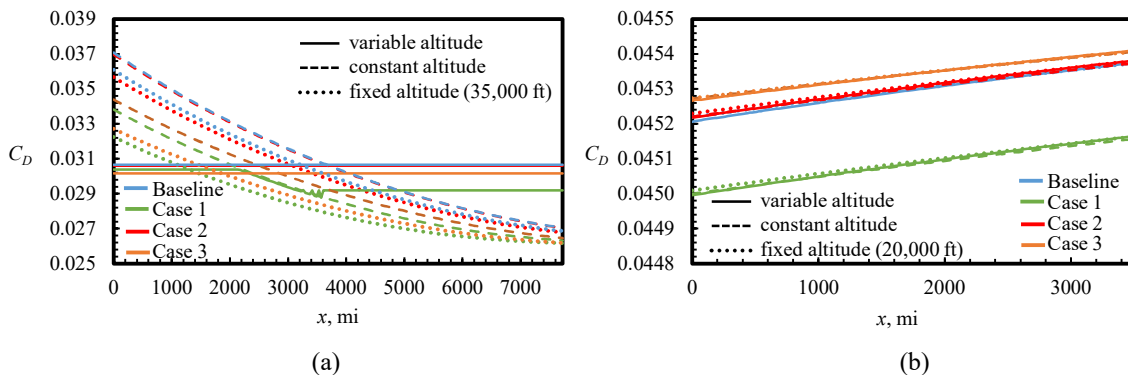 0.039
0.037
0.035
0.033
0.031
0.029
0.027
0.025
C_D
variable altitude
constant altitude
fixed altitude (35,000 ft)
Baseline
Case 1
Case 2
Case 3
0 1000 2000 3000 4000 5000 6000 7000
x, mi
(a)
0.0455
0.0454
0.0453
0.0452
0.0451
0.0450
0.0449
0.0448
C_D
variable altitude
constant altitude
fixed altitude (20,000 ft)
Baseline
Case 1
Case 2
Case 3
0 1000 2000 3000
x, mi
(b)